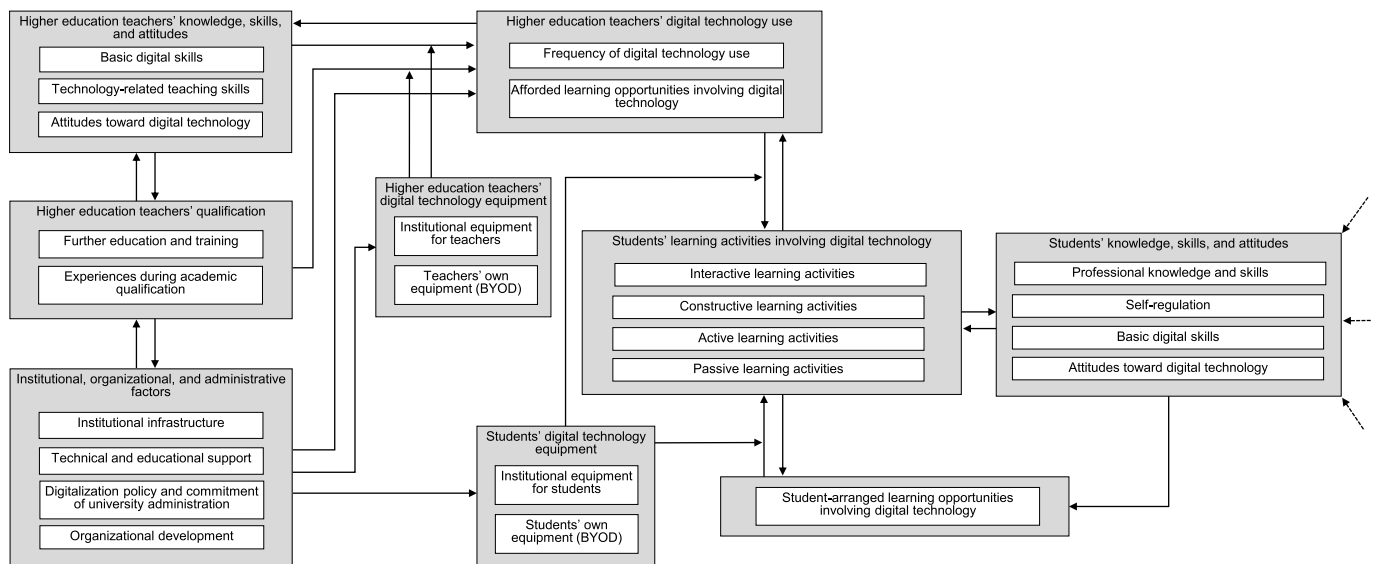 Higher education teachers’ knowledge, skills,
and attitudes
Basic digital skills
Technology-related teaching skills
Attitudes toward digital technology
Higher education teachers’ digital technology use
Frequency of digital technology use
Afforded learning opportunities involving digital
technology
Higher education teachers’
digital technology equipment
Institutional equipment
for teachers
Teachers’ own
equipment (BYOD)
Higher education teachers’ qualification
Further education and training
Experiences during academic
qualification
Students’ learning activities involving digital technology
Interactive learning activities
Constructive learning activities
Active learning activities
Passive learning activities
Students’ knowledge, skills, and attitudes
Professional knowledge and skills
Self-regulation
Basic digital skills
Attitudes toward digital technology
Institutional, organizational, and administrative
factors
Institutional infrastructure
Technical and educational support
Digitalization policy and commitment
of university administration
Organizational development
Students’ digital technology
equipment
Institutional equipment
for students
Students’ own
equipment (BYOD)
Student-arranged learning opportunities
involving digital technology